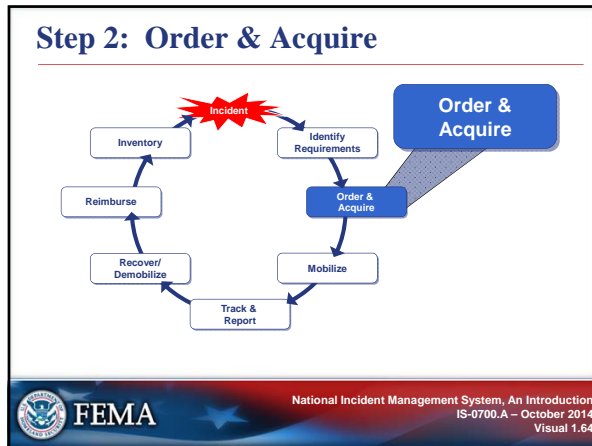 Step 2: Order & Acquire
Incident
Identify
Requirements
Order &
Acquire
Order &
Acquire
Mobilize
Track &
Report
Recover/
Demobilize
Reimburse
Inventory
FEMA
National Incident Management System, An Introduction
IS-0700.A – October 2014
Visual 1.64